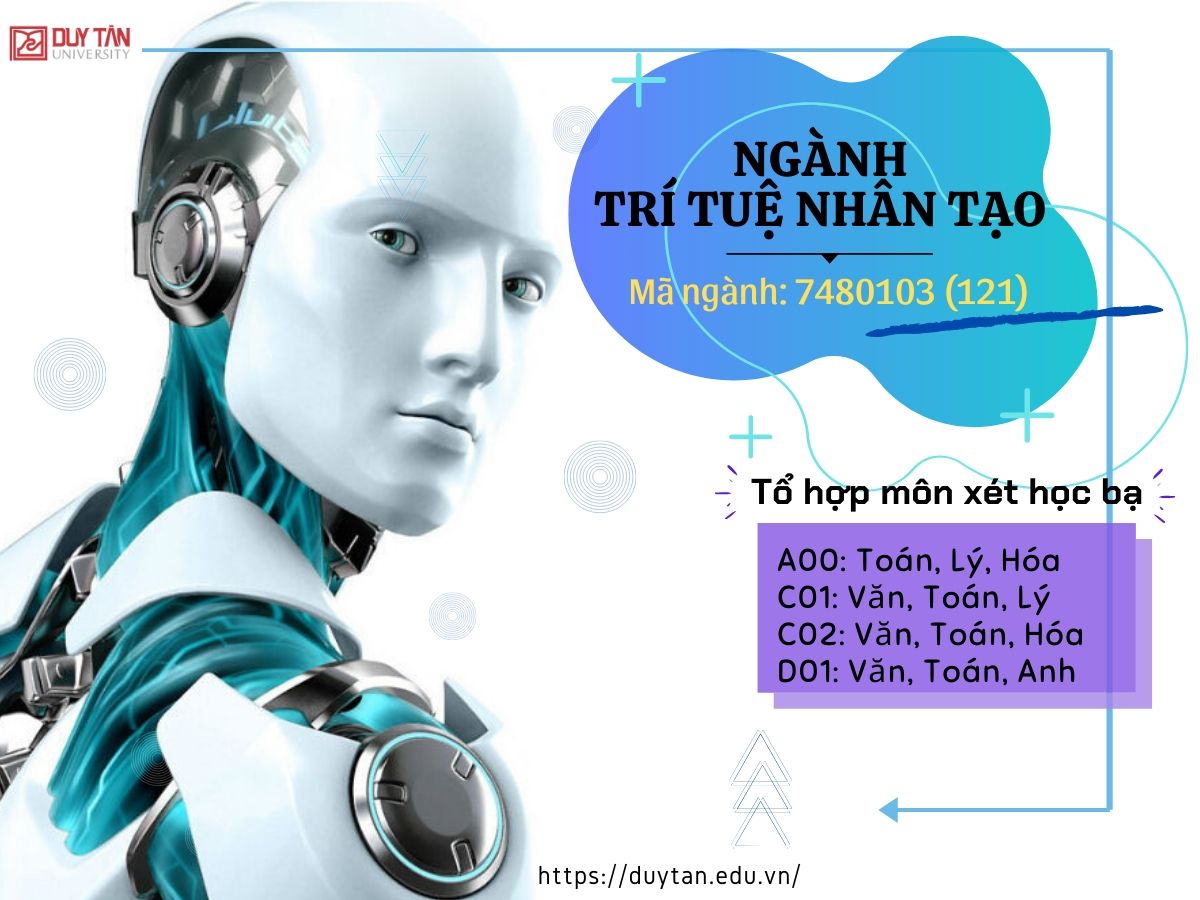 DUY TÂN
UNIVERSITY
NGÀNH
TRÍ TUỆ NHÂN TẠO
Mã ngành: 7480103 (121)
Tổ hợp môn xét học bạ
A00: Toán, Lý, Hóa
C01: Văn, Toán, Lý
C02: Văn, Toán, Hóa
D01: Văn, Toán, Anh
https://duytan.edu.vn/